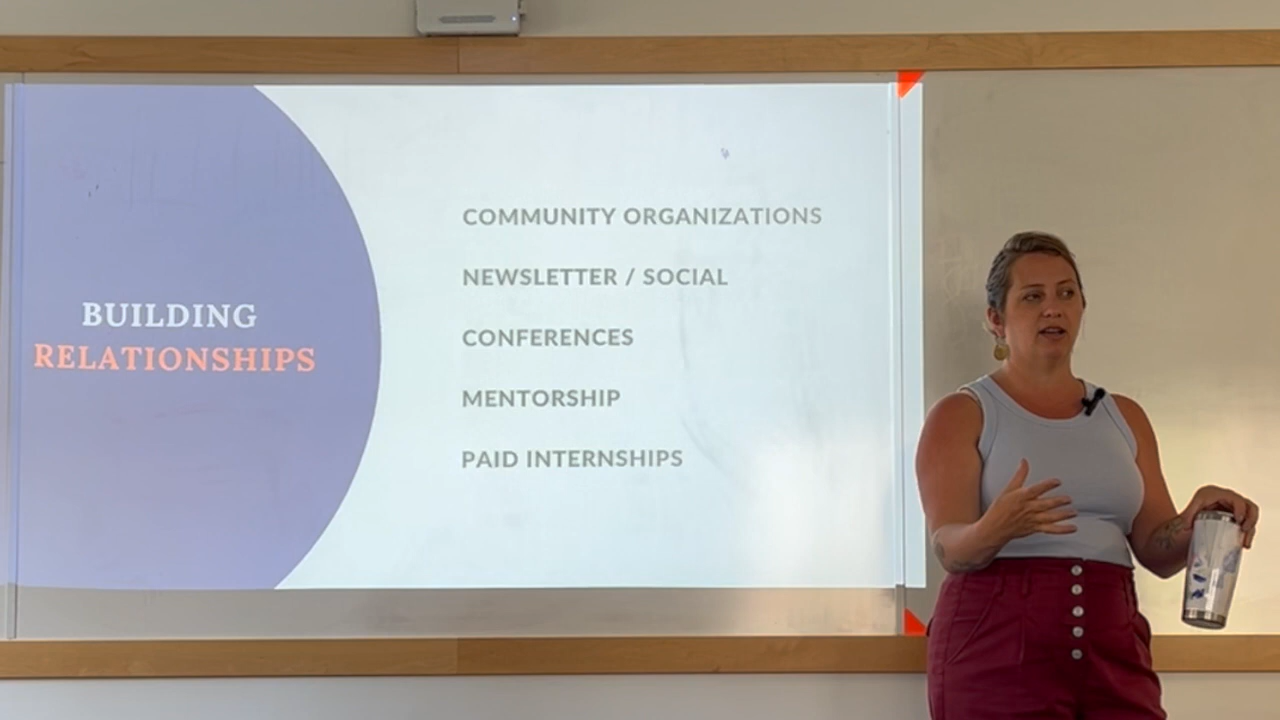 BUILDING
RELATIONSHIPS
COMMUNITY ORGANIZATIONS
NEWSLETTER / SOCIAL
CONFERENCES
MENTORSHIP
PAID INTERNSHIPS